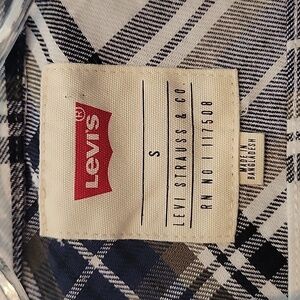 Levi's®
S
LEVI STRAUSS & CO.
RN NO | 117508
MADE IN
BANGLADESH